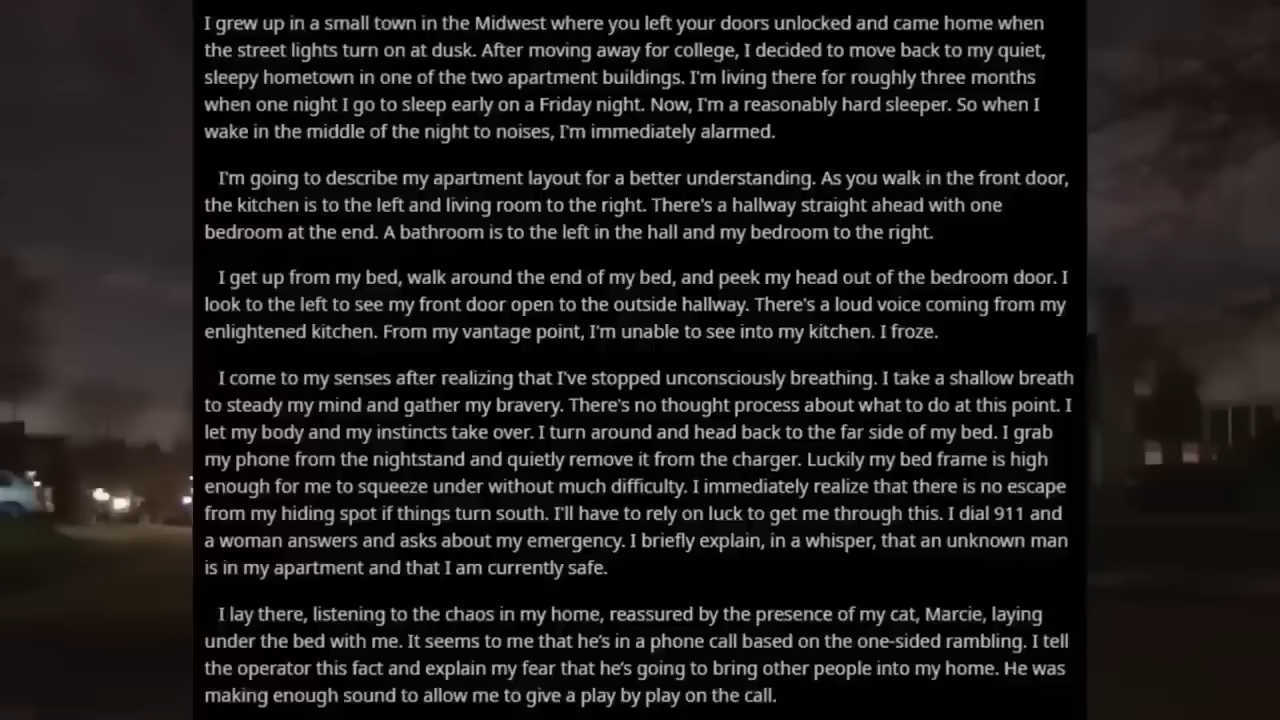 I grew up in a small town in the Midwest where you left your doors unlocked and came home when
the street lights turn on at dusk. After moving away for college, I decided to move back to my quiet,
sleepy hometown in one of the two apartment buildings. I'm living there for roughly three months
when one night I go to sleep early on a Friday night. Now, I'm a reasonably hard sleeper. So when I
wake in the middle of the night to noises, I'm immediately alarmed.
I'm going to describe my apartment layout for a better understanding. As you walk in the front door,
the kitchen is to the left and living room to the right. There's a hallway straight ahead with one
bedroom at the end. A bathroom is to the left in the hall and my bedroom to the right.
I get up from my bed, walk around the end of my bed, and peek my head out of the bedroom door. I
look to the left to see my front door open to the outside hallway. There's a loud voice coming from my
enlightened kitchen. From my vantage point, I'm unable to see into my kitchen. I froze.
I come to my senses after realizing that I've stopped unconsciously breathing. I take a shallow breath
to steady my mind and gather my bravery. There's no thought process about what to do at this point. I
let my body and my instincts take over. I turn around and head back to the far side of my bed. I grab
my phone from the nightstand and quietly remove it from the charger. Luckily my bed frame is high
enough for me to squeeze under without much difficulty. I immediately realize that there is no escape
from my hiding spot if things turn south. I'll have to rely on luck to get me through this. I dial 911 and
a woman answers and asks about my emergency. I briefly explain, in a whisper, that an unknown man
is in my apartment and that I am currently safe.
I lay there, listening to the chaos in my home, reassured by the presence of my cat, Marcie, laying
under the bed with me. It seems to me that he's in a phone call based on the one-sided rambling. I tell
the operator this fact and explain my fear that he's going to bring other people into my home. He was
making enough sound to allow me to give a play by play on the call.